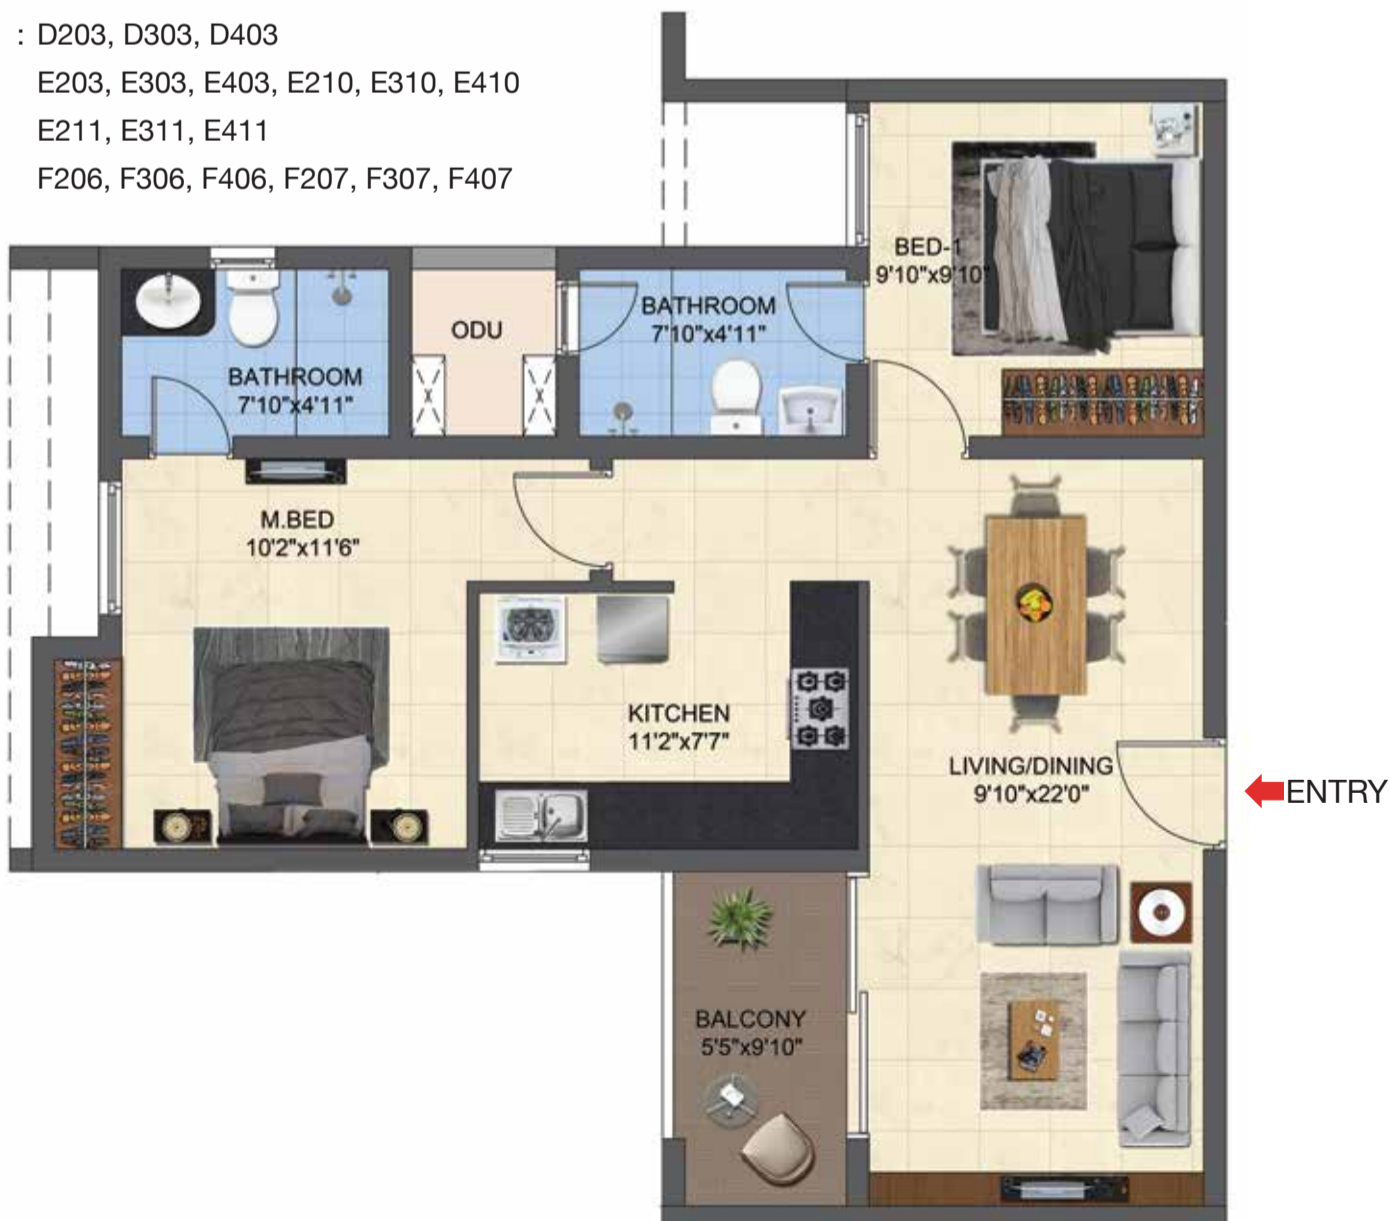 : D203, D303, D403
E203, E303, E403, E210, E310, E410
E211, E311, E411
F206, F306, F406, F207, F307, F407
BED-1
9'10"x9'10"
BATHROOM
7'10"x4'11"
ODU
BATHROOM
7'10"x4'11"
M.BED
10'2"x11'6"
KITCHEN
11'2"x7'7"
LIVING/DINING
9'10"x22'0"
ENTRY
BALCONY
5'5"x9'10"